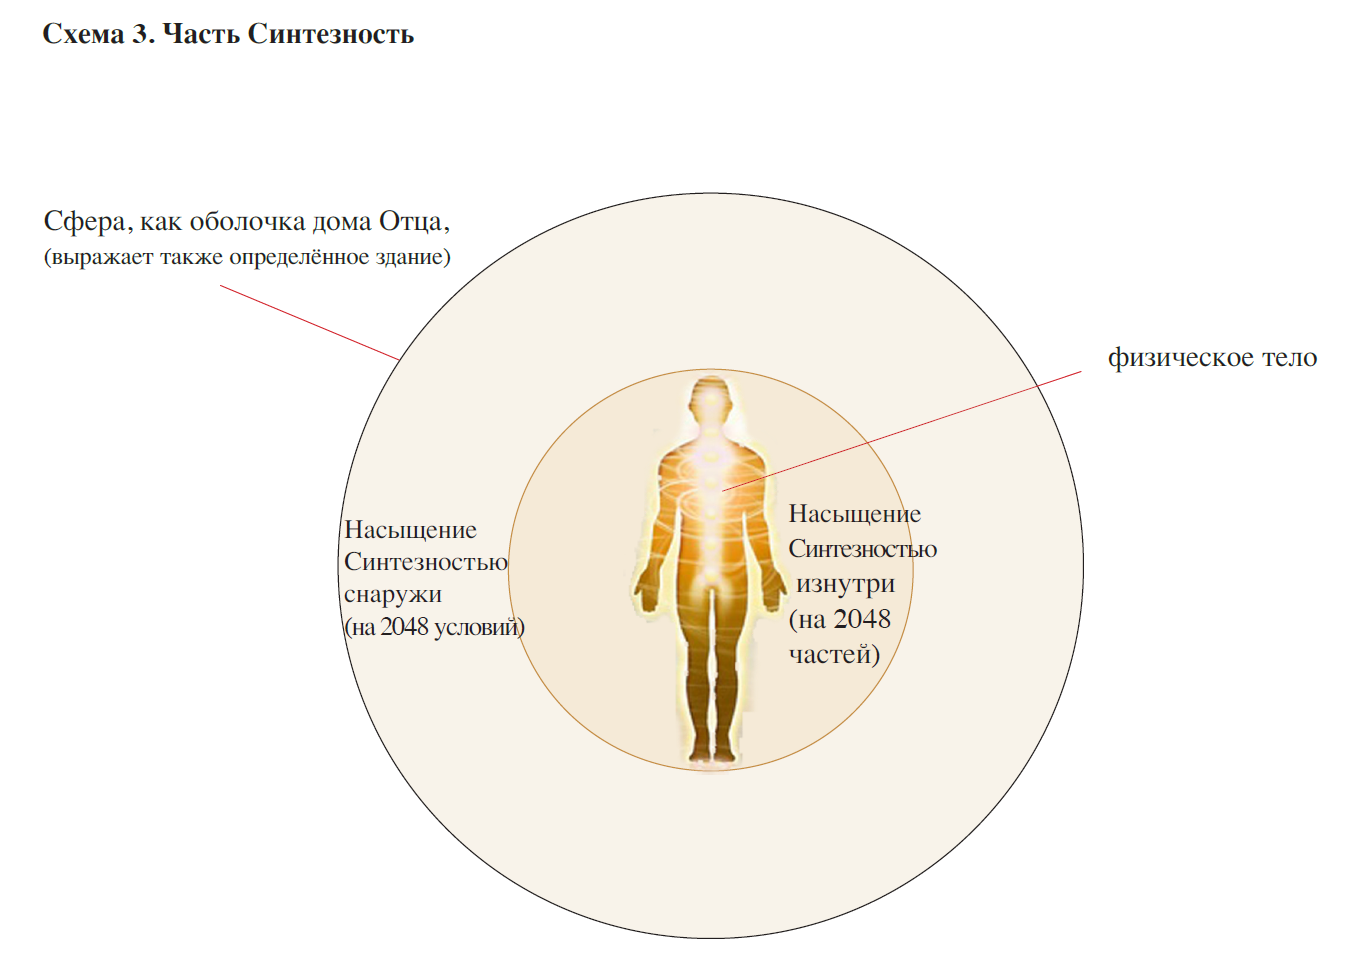 Схема 3. Часть Синтезность
Сфера, как оболочка дома Отца,
(выражает также определённое здание)
физическое тело
Насыщение
Синтезностью
снаружи
(на 2048 условий)
Насыщение
Синтезностью
изнутри
(на 2048
частей)